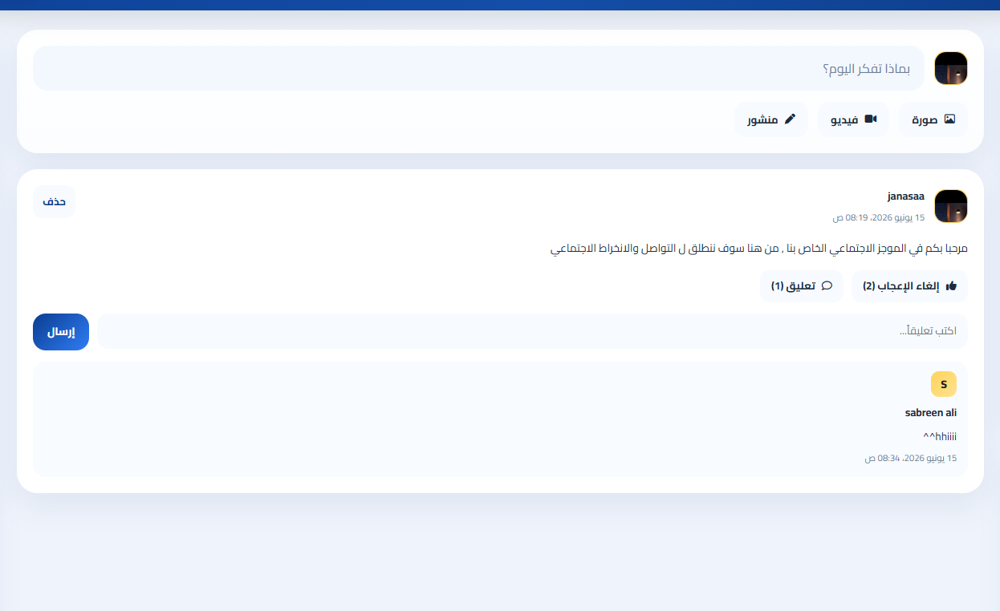 بماذا تفكر اليوم؟
صورة
فيديو
منشور
janasaa
حذف
15 يونيو 2026، 08:19 ص
مرحبا بكم في الموجز الاجتماعي الخاص بنا , من هنا سوف ننطلق ل التواصل والانخراط الاجتماعي
إلغاء الإعجاب (2)
تعليق (1)
اكتب تعليقاً...
إرسال
S
sabreen ali
hhiiii^^
15 يونيو 2026، 08:34 ص